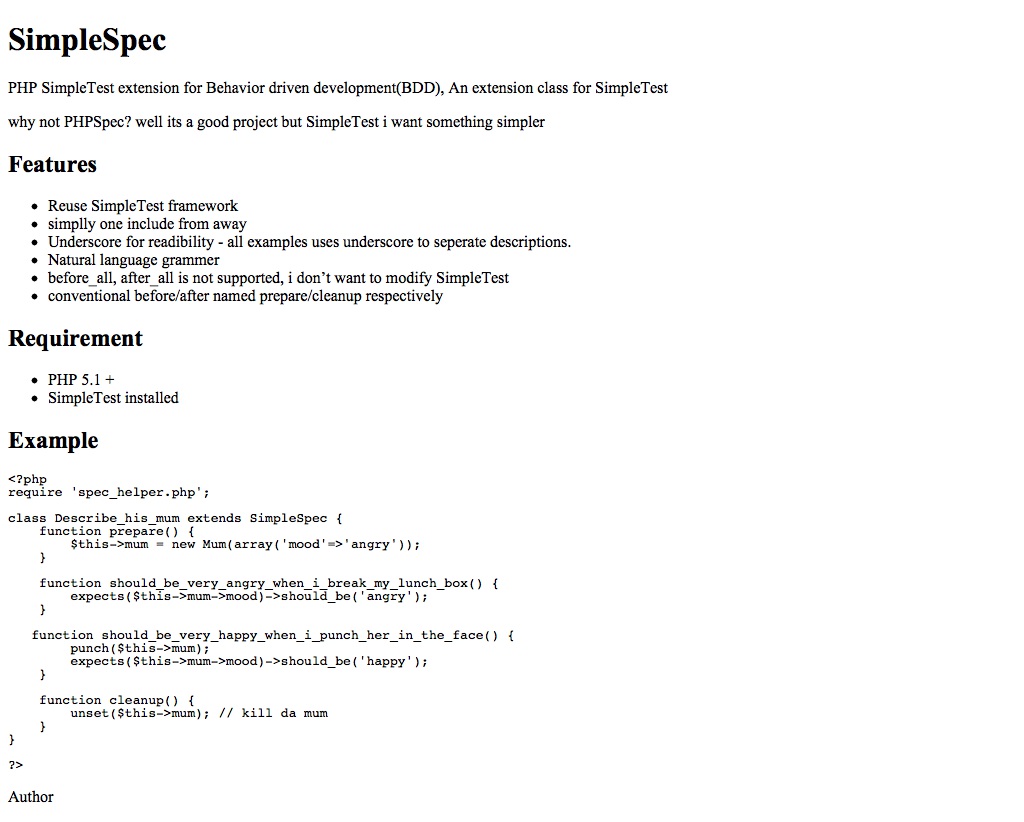 SimpleSpec
PHP SimpleTest extension for Behavior driven development(BDD), An extension class for SimpleTest
why not PHPSpec? well its a good project but SimpleTest i want something simpler
Features
• Reuse SimpleTest framework
• simplly one include from away
• Underscore for readibility - all examples uses underscore to seperate descriptions.
• Natural language grammer
• before_all, after_all is not supported, i don’t want to modify SimpleTest
• conventional before/after named prepare/cleanup respectively
Requirement
• PHP 5.1 +
• SimpleTest installed
Example
<?php
require 'spec_helper.php';
class Describe_his_mum extends SimpleSpec {
    function prepare() {
        $this->mum = new Mum(array('mood'=>'angry'));
    }
    function should_be_very_angry_when_i_break_my_lunch_box() {
        expects($this->mum->mood)->should_be('angry');
    }
   function should_be_very_happy_when_i_punch_her_in_the_face() {
        punch($this->mum);
        expects($this->mum->mood)->should_be('happy');
    }
    function cleanup() {
        unset($this->mum); // kill da mum
    }
}
?>
Author